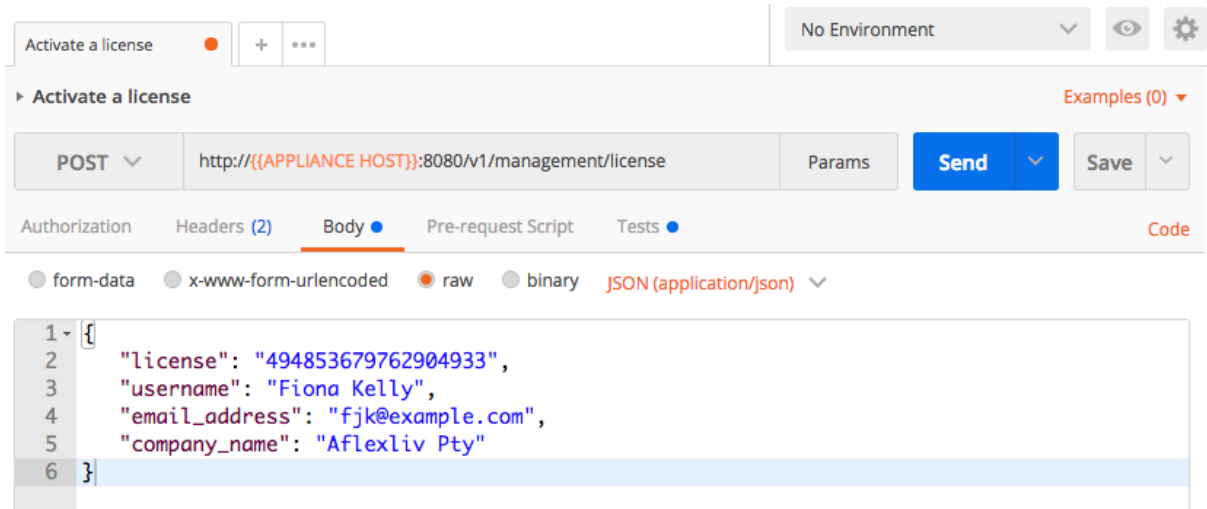 Activate a license
+
No Environment
Activate a license
Examples (0)
POST
http://{{APPLIANCE HOST}}:8080/v1/management/license
Params
Send
Save
Authorization
Headers (2)
Body
Pre-request Script
Tests
Code
form-data
x-www-form-urlencoded
raw
binary
JSON (application/json)
1 {
2 "license": "494853679762904933",
3 "username": "Fiona Kelly",
4 "email_address": "fjk@example.com",
5 "company_name": "Aflexliv Pty"
6 }